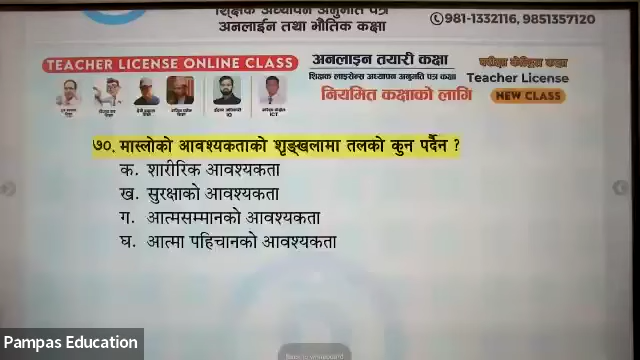 शिक्षक अध्यापन अनुमति पत्र
अनलाईन तथा भौतिक कक्षा
981-1332116, 9851357120
TEACHER LICENSE ONLINE CLASS
अनलाइन तयारी कक्षा
शिक्षक लाइसेन्स अध्यापन अनुमति पत्र कक्षा
नियमित कक्षाको लागि
Teacher License
NEW CLASS
७०. मास्लोको आवश्यकताको शृङ्खलामा तलको कुन पर्दैन ?
क. शारीरिक आवश्यकता
ख. सुरक्षाको आवश्यकता
ग. आत्मसम्मानको आवश्यकता
घ. आत्मा पहिचानको आवश्यकता
Pampas Education